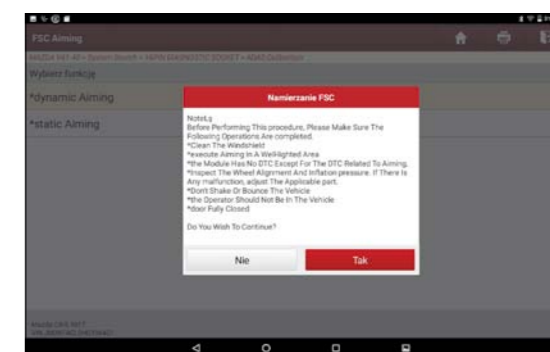 FSC Aiming
Wybierz funkcję
*dynamic Aiming
*static Aiming
Namierzanie FSC
NoteLs
Before Performing This procedure, Please Make Sure The
Following Operations Are completed.
*Clean The Windshield
*execute Aiming In A WellLighted Area
*the Module Has No DTC Except For The DTC Related To Aiming.
*Inspect The Wheel Alignment And Inflation pressure. If There Is
Any malfunction, adjust The Applicable part.
*Don't Shake Or Bounce The Vehicle
*the Operator Should Not Be In The Vehicle
*door Fully Closed
Do You Wish To Continue?
Nie
Tak